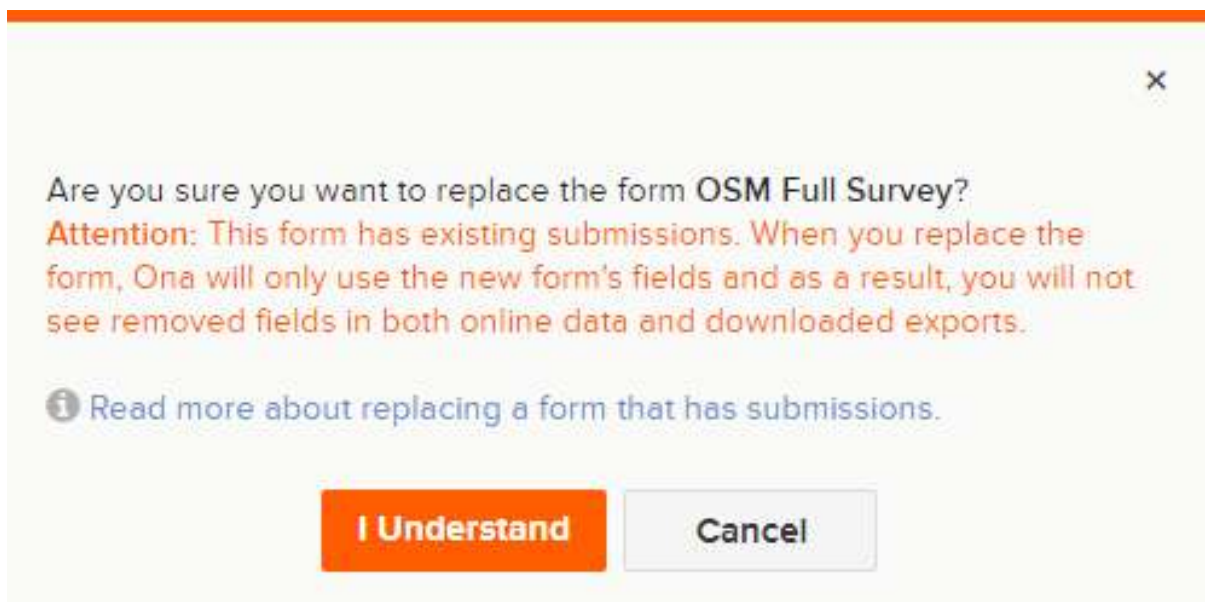 ×
Are you sure you want to replace the form OSM Full Survey?
Attention: This form has existing submissions. When you replace the
form, Ona will only use the new form's fields and as a result, you will not
see removed fields in both online data and downloaded exports.
Read more about replacing a form that has submissions.
I Understand
Cancel